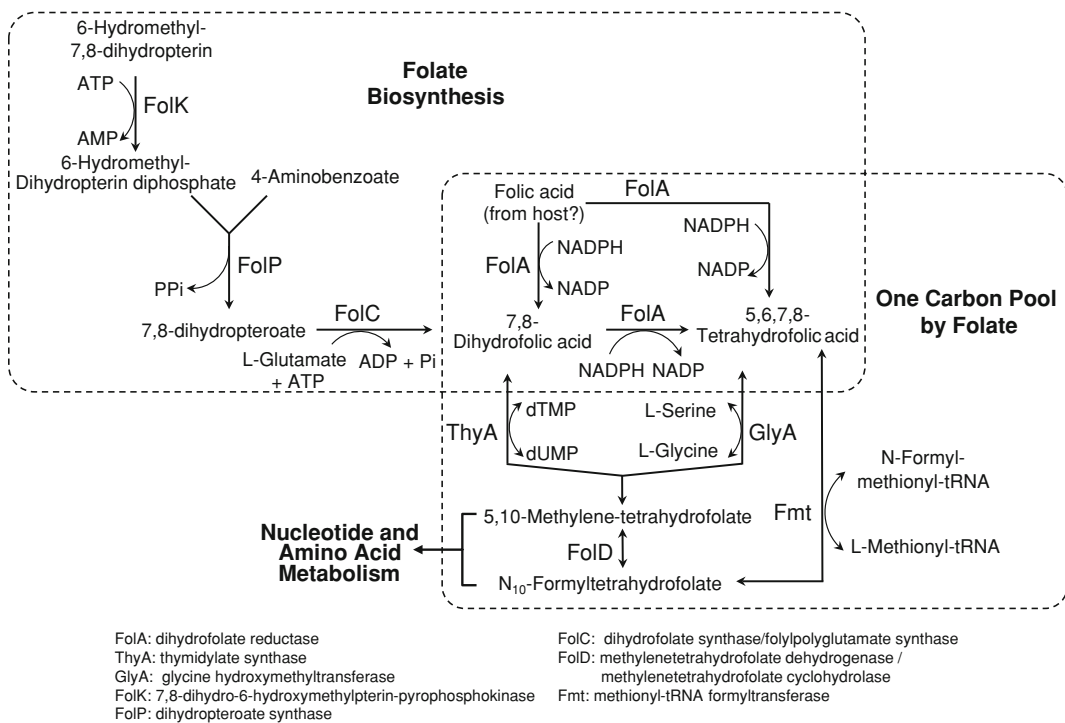 6-Hydromethyl-
7,8-dihydropterin
ATP
FolK
AMP
6-Hydromethyl-
Dihydropterin diphosphate
4-Aminobenzoate
Folate
Biosynthesis
FolP
PPi
7,8-dihydropteroate
FolC
L-Glutamate
+ ATP
ADP + Pi
Folic acid
(from host?)
FolA
NADPH
FolA
NADP
NADPH
NADP
7,8-
Dihydrofolic acid
FolA
NADPH NADP
5,6,7,8-
Tetrahydrofolic acid
One Carbon Pool
by Folate
ThyA
dTMP
dUMP
L-Serine
L-Glycine
GlyA
Fmt
N-Formyl-
methionyl-tRNA
L-Methionyl-tRNA
5,10-Methylene-tetrahydrofolate
FolD
N10-Formyltetrahydrofolate
Nucleotide and
Amino Acid
Metabolism
FolA: dihydrofolate reductase
ThyA: thymidylate synthase
GlyA: glycine hydroxymethyltransferase
FolK: 7,8-dihydro-6-hydroxymethylpterin-pyrophosphokinase
FolP: dihydropteroate synthase
FolC: dihydrofolate synthase/folylpolyglutamate synthase
FolD: methylenetetrahydrofolate dehydrogenase /
methylenetetrahydrofolate cyclohydrolase
Fmt: methionyl-tRNA formyltransferase